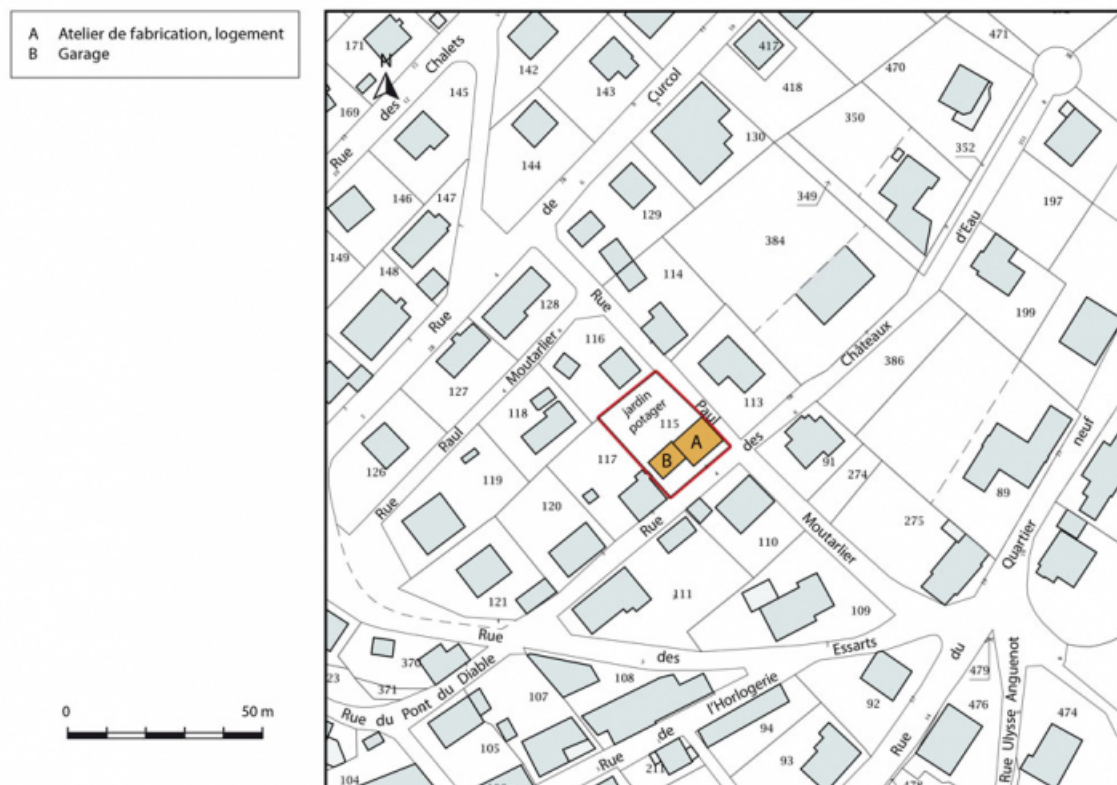 A Atelier de fabrication, logement
B Garage
N
0 50 m
171
Rue des Chalets
142
145
143
Rue de Curcol
417
418
470
471
169
144
130
350
352
146
147
129
349
197
149
148
384
d'Eau
114
199
128
Rue
116
Châteaux
386
127
Moutarlier
113
118
jardin
potager
115
Paul
des
A
B
117
91
274
126
Paul
119
89
neuf
Rue
120
Rue
110
Moutarlier
275
Quartier
121
111
109
Rue des Essarts
du
370
371
23
Rue du Pont du Diable
107
108
Rue de l'Horlogerie
92
479
476
474
Rue Ulysse Anguenot
105
94
93
Rue
104
211
478